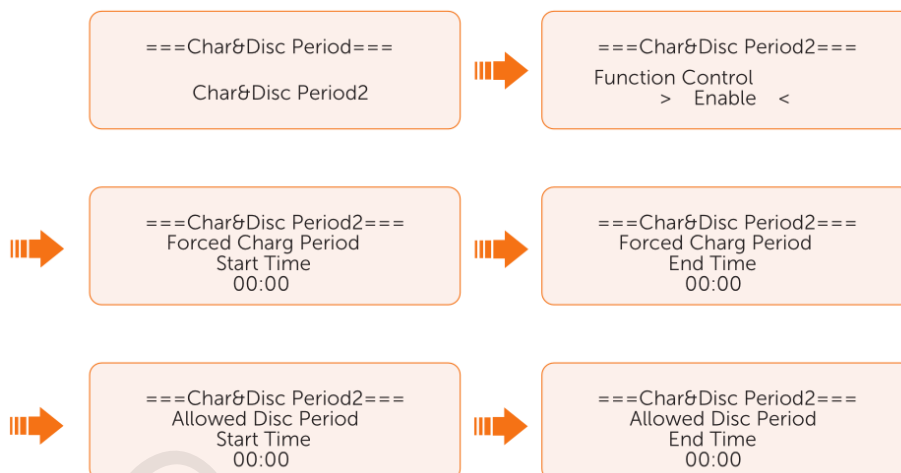 ===Char&Disc Period===
Char&Disc Period2
===Char&Disc Period2===
Function Control
> Enable <
===Char&Disc Period2===
Forced Charg Period
Start Time
00:00
===Char&Disc Period2===
Forced Charg Period
End Time
00:00
===Char&Disc Period2===
Allowed Disc Period
Start Time
00:00
===Char&Disc Period2===
Allowed Disc Period
End Time
00:00